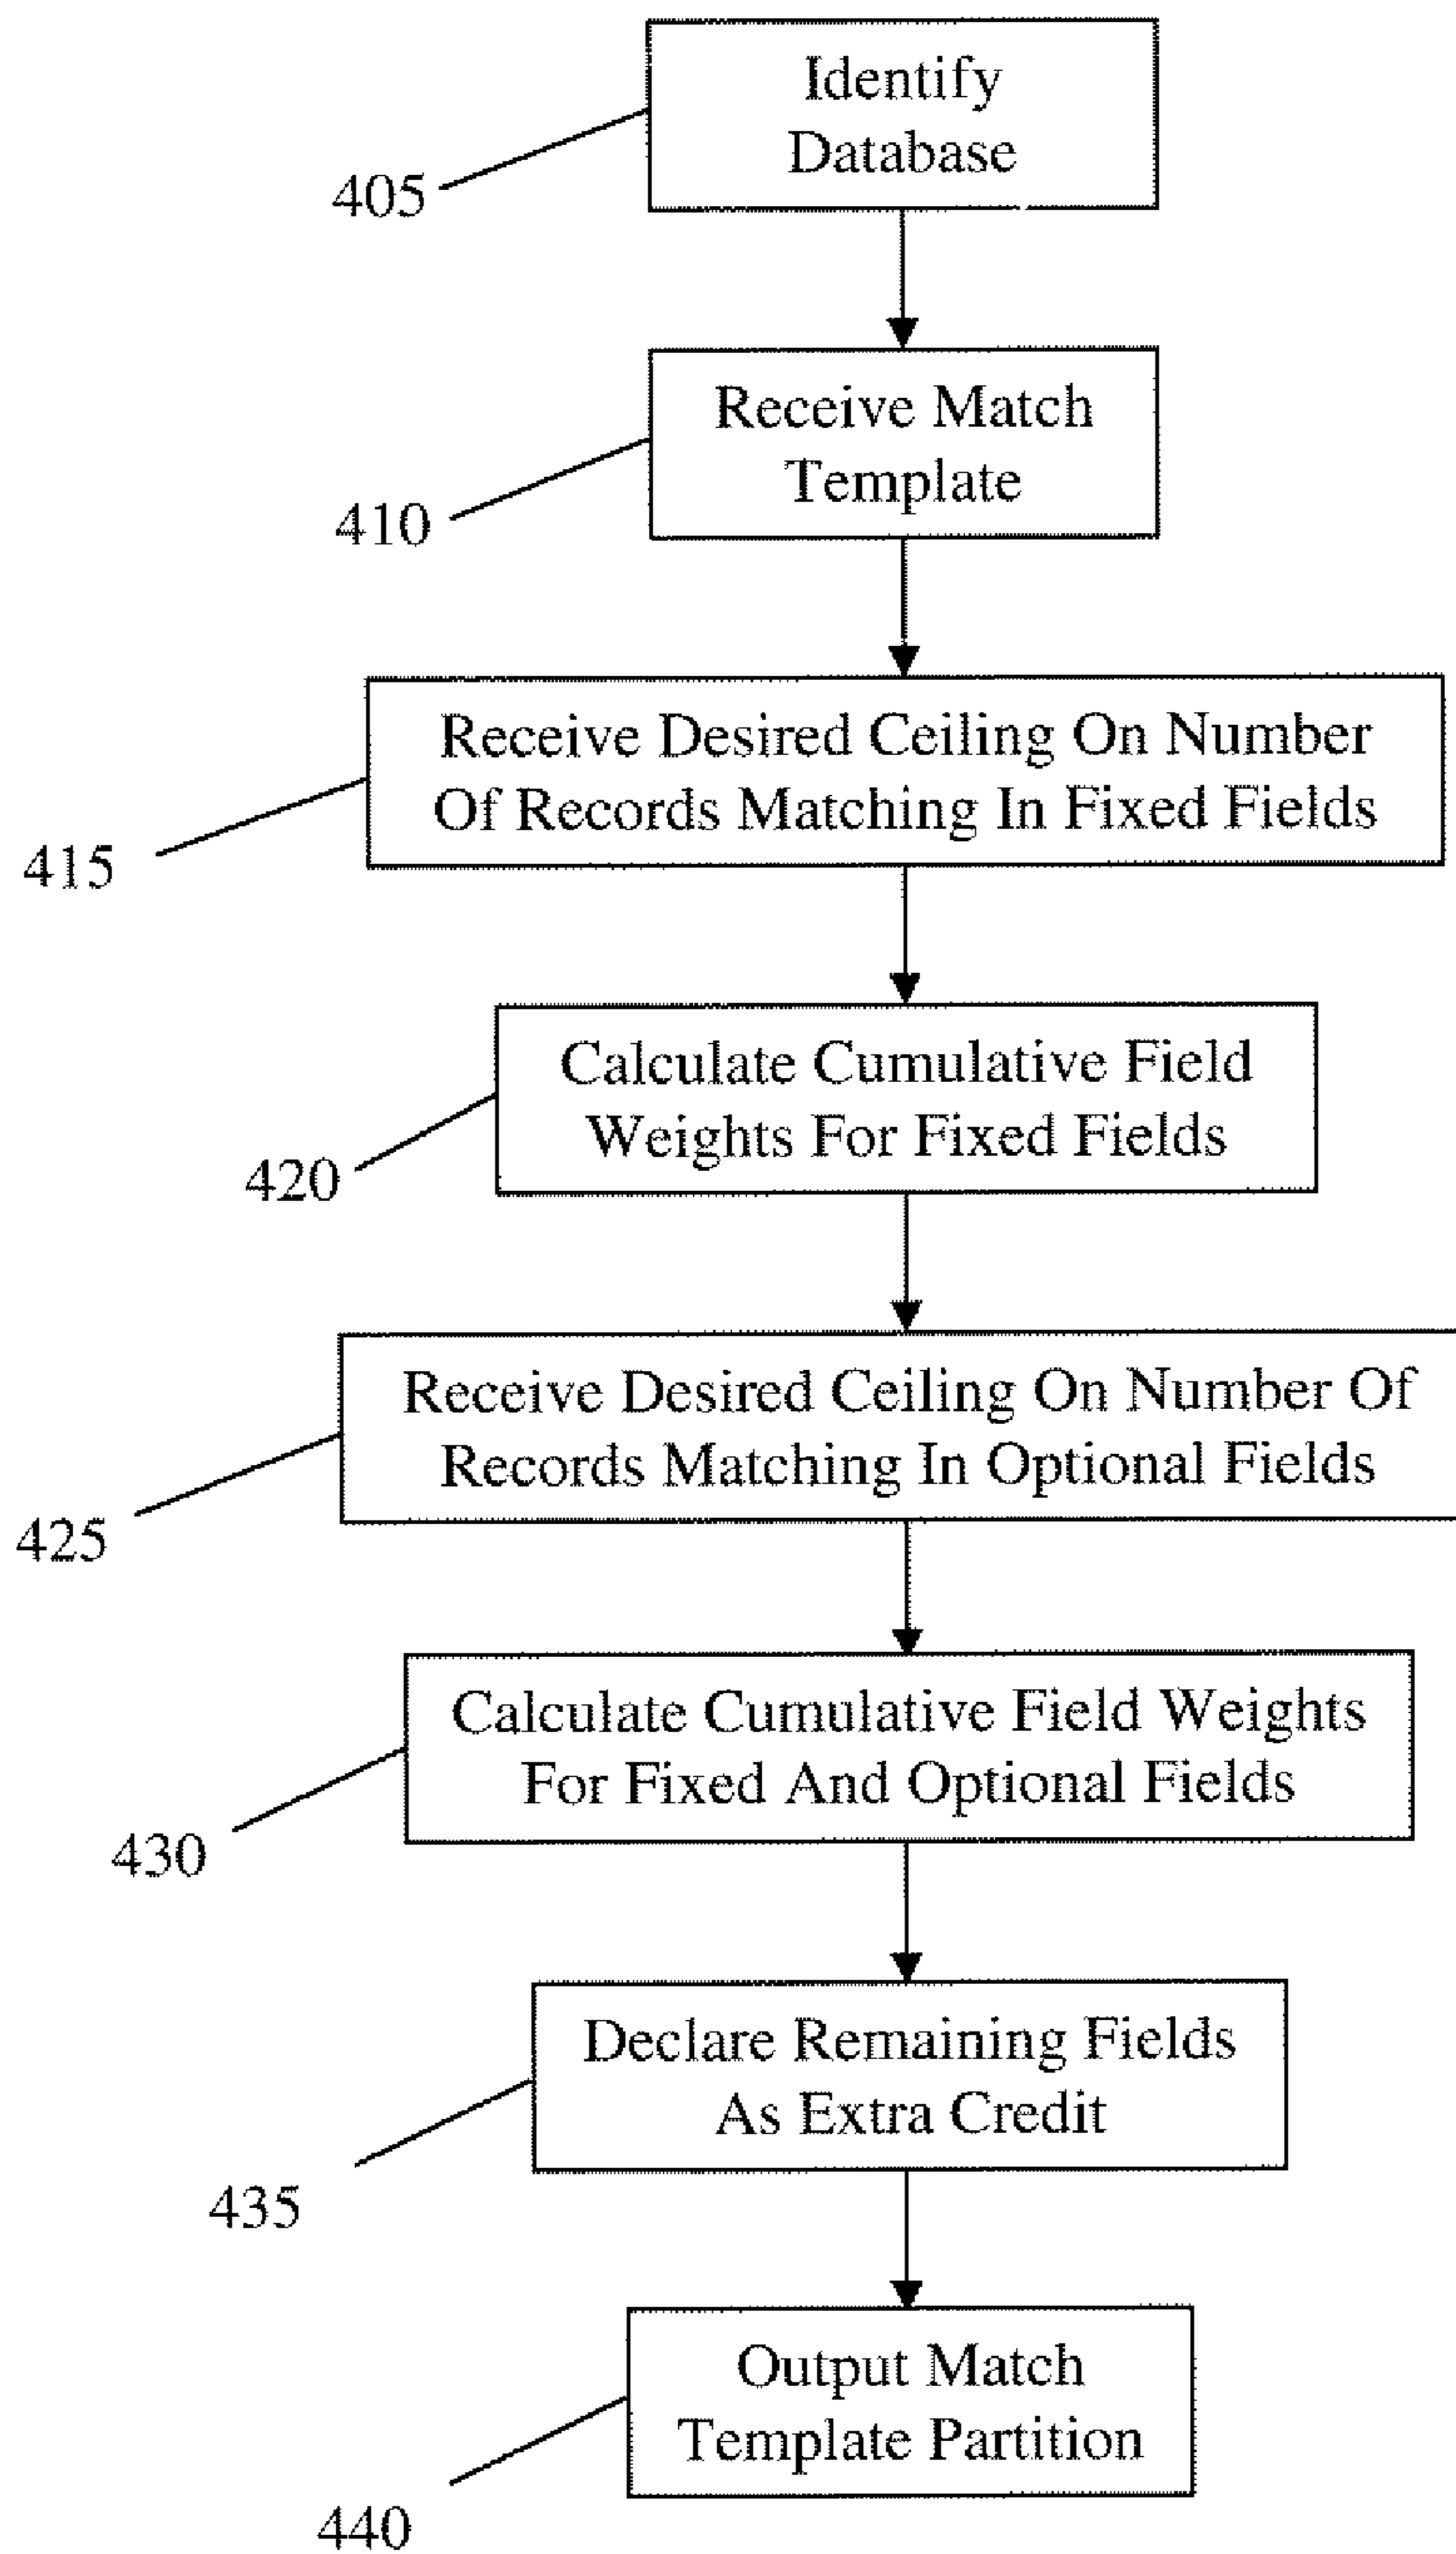 Identify
Database
405
Receive Match
Template
410
Receive Desired Ceiling On Number
Of Records Matching In Fixed Fields
415
Calculate Cumulative Field
Weights For Fixed Fields
420
Receive Desired Ceiling On Number Of
Records Matching In Optional Fields
425
Calculate Cumulative Field Weights
For Fixed And Optional Fields
430
Declare Remaining Fields
As Extra Credit
435
Output Match
Template Partition
440